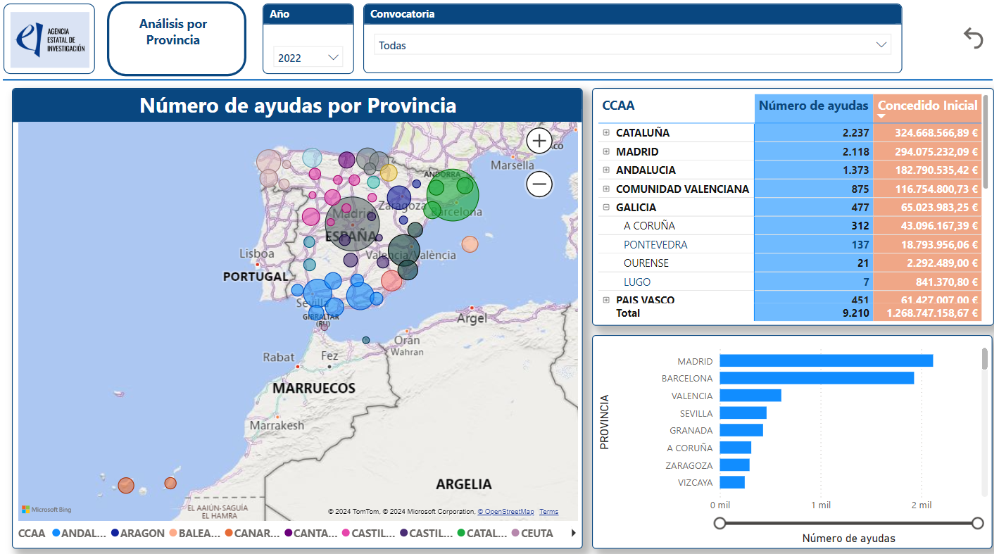 AGENCIA
ESTATAL DE
INVESTIGACIÓN
Análisis por
Provincia
Año
2022
Convocatoria
Todas
Número de ayudas por Provincia
Marsella
ANDORRA
Zaragoza
Barcelona
Madrid
ESPAÑA
Valencia/València
Lisboa
PORTUGAL
Sevilla
GIBRALTAR
(RU)
Argel
Orán
Wahran
Rabat
Fez
MARRUECOS
Marrakesh
ARGELIA
EL AAIÚN-SAGUÍA
EL HAMRA
Microsoft Bing
© 2024 TomTom, © 2024 Microsoft Corporation, © OpenStreetMap Terms
CCAA ANDAL... ARAGON BALEA... CANAR... CANTA... CASTIL... CASTIL... CATAL... CEUTA
CCAA Número de ayudas Concedido Inicial
CATALUÑA 2.237 324.668.566,89 €
MADRID 2.118 294.075.232,09 €
ANDALUCIA 1.373 182.790.535,42 €
COMUNIDAD VALENCIANA 875 116.754.800,73 €
GALICIA 477 65.023.983,25 €
A CORUÑA 312 43.096.167,39 €
PONTEVEDRA 137 18.793.956,06 €
OURENSE 21 2.292.489,00 €
LUGO 7 841.370,80 €
PAIS VASCO 451 61.427.007,00 €
Total 9.210 1.268.747.158,67 €
PROVINCIA
MADRID
BARCELONA
VALENCIA
SEVILLA
GRANADA
A CORUÑA
ZARAGOZA
VIZCAYA
0 mil 1 mil 2 mil
Número de ayudas